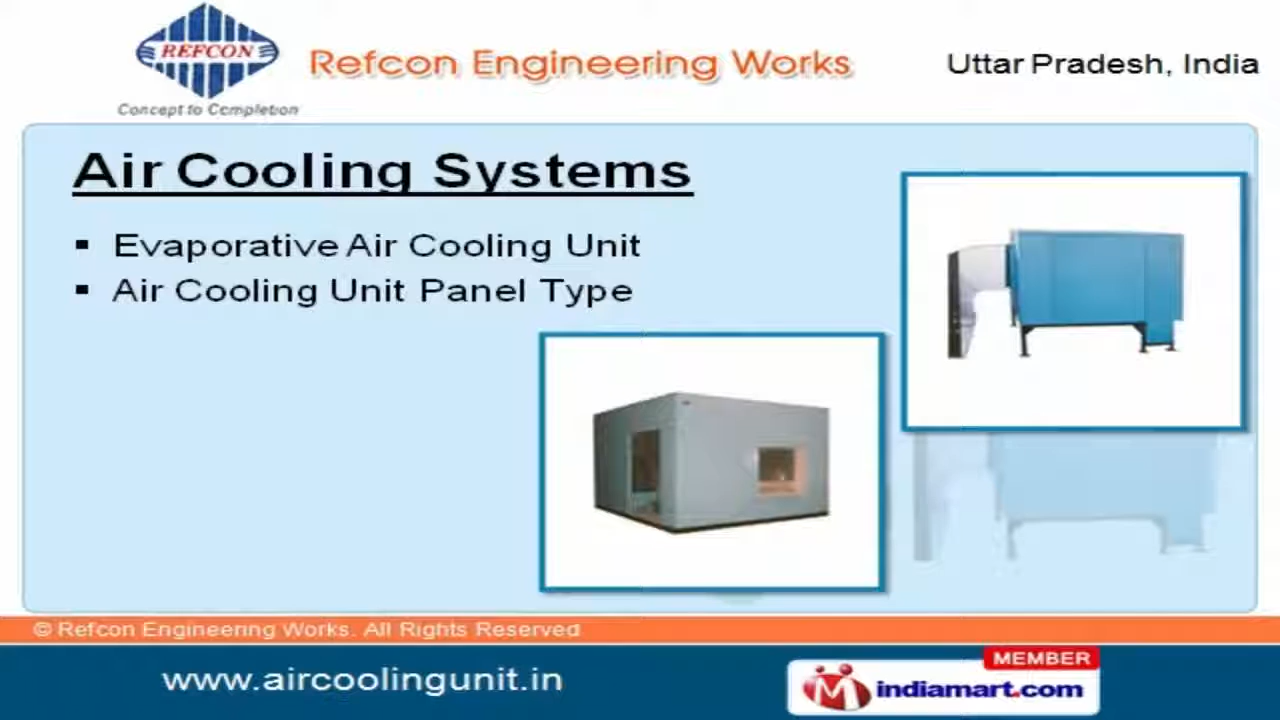 REFCON
Concept to Completion
Refcon Engineering Works
Uttar Pradesh, India
Air Cooling Systems
▪ Evaporative Air Cooling Unit
▪ Air Cooling Unit Panel Type
© Refcon Engineering Works. All Rights Reserved
www.aircoolingunit.in
MEMBER
indiamart.com